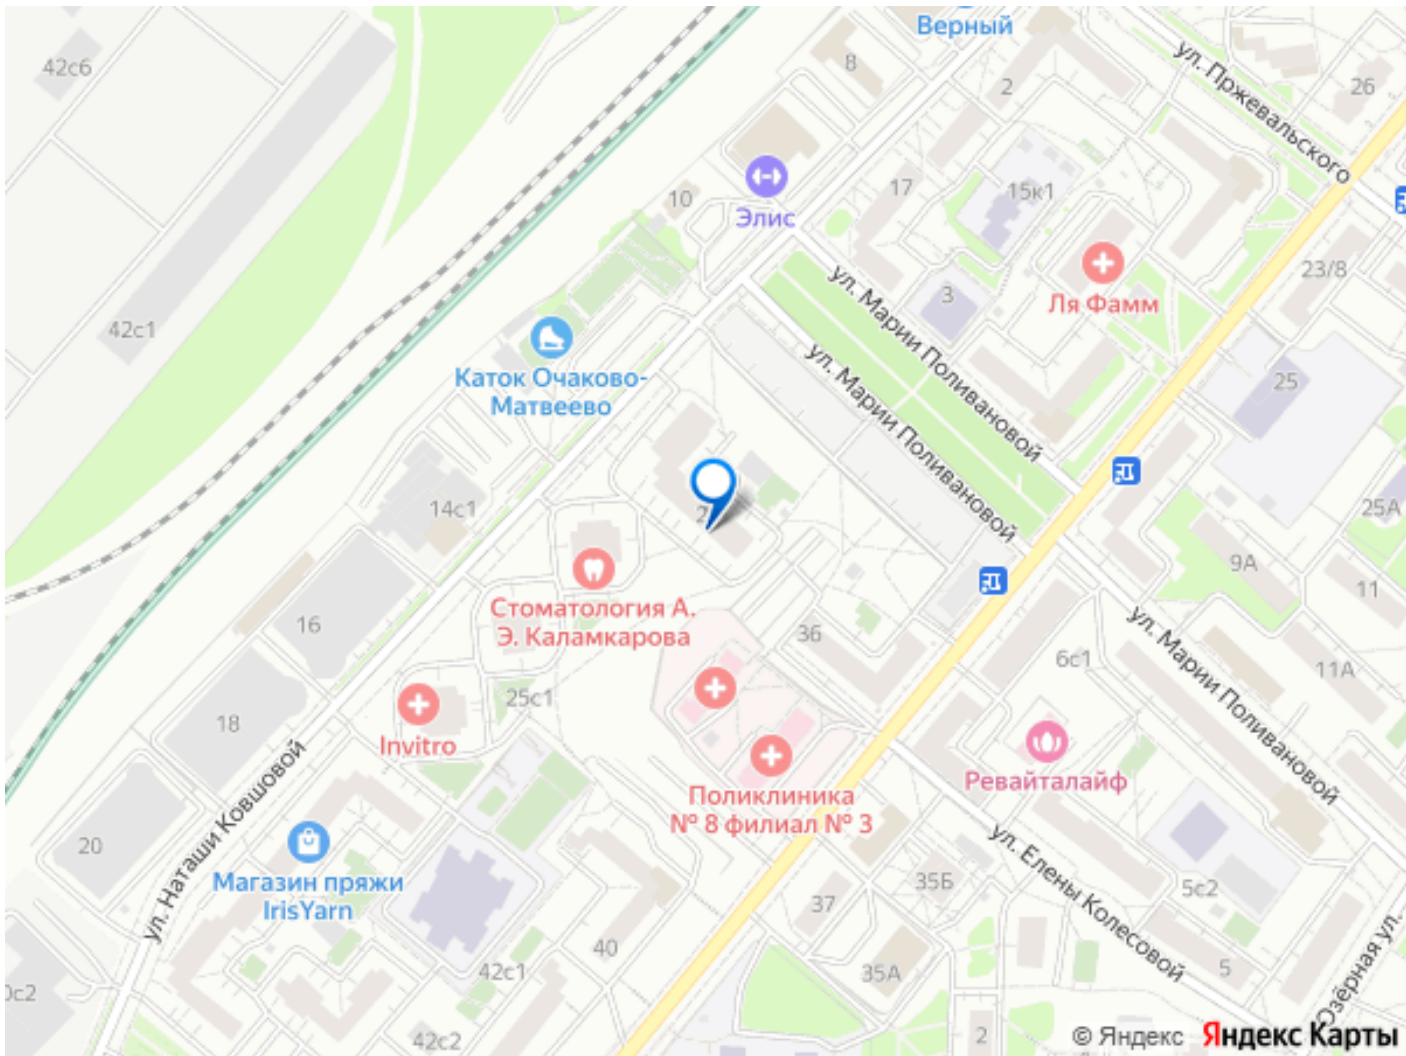 Верный
42с6
8
2
ул. Пржевальского
26
17
15к1
10
Элис
23/8
Ля Фамм
3
ул. Марии Поливановой
42с1
Каток Очаково-
Матвеево
ул. Марии Поливановой
25
14с1
25А
9А
11
16
Стоматология А.
Э. Каламкарова
36
ул. Марии Поливановой
6с1
11А
25с1
18
Invitro
Ревайталайф
Поликлиника
№ 8 филиал № 3
20
ул. Наташи Ковшовой
Магазин пряжи
IrisYarn
ул. Елены Колесовой
35Б
5с2
37
40
35А
42с1
5
Озёрная ул.
0с2
42с2
2
© Яндекс Яндекс Карты